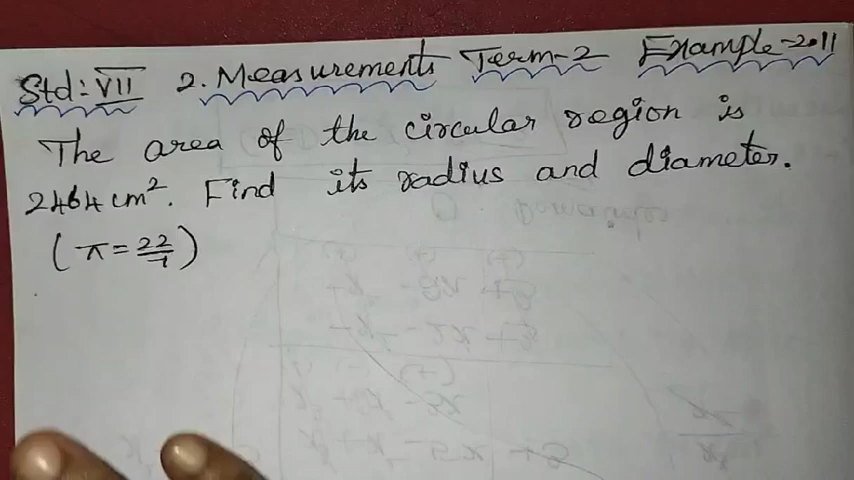 Std: VII 2. Measurements Term-2 Example-2.11
The area of the circular region is
2464 cm². Find its radius and diameter.
(π = 22/7)